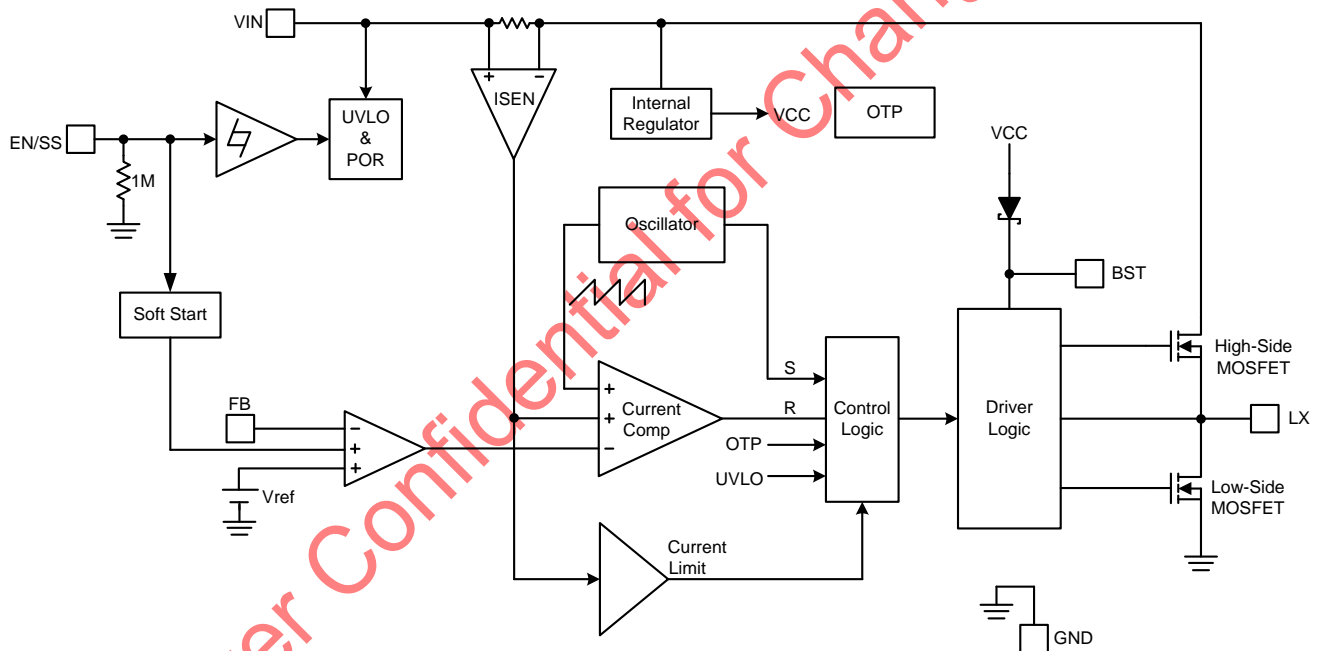 VIN
+ −
ISEN
UVLO
&
POR
Internal
Regulator
VCC
OTP
EN/SS
1M
VCC
Oscillator
BST
Soft Start
High-Side
MOSFET
S
FB
+
+
−
Current
Comp
R
Control
Logic
Driver
Logic
LX
−
+
+
OTP
UVLO
Vref
Low-Side
MOSFET
Current
Limit
GND
Confidential for